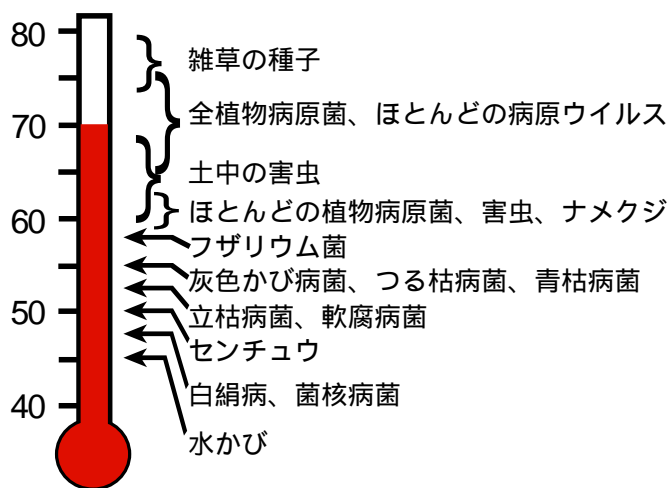 80
70
60
50
40
雑草の種子
全植物病原菌、ほとんどの病原ウイルス
土中の害虫
ほとんどの植物病原菌、害虫、ナメクジ
フザリウム菌
灰色かび病菌、つる枯病菌、青枯病菌
立枯病菌、軟腐病菌
センチュウ
白絹病、菌核病菌
水かび